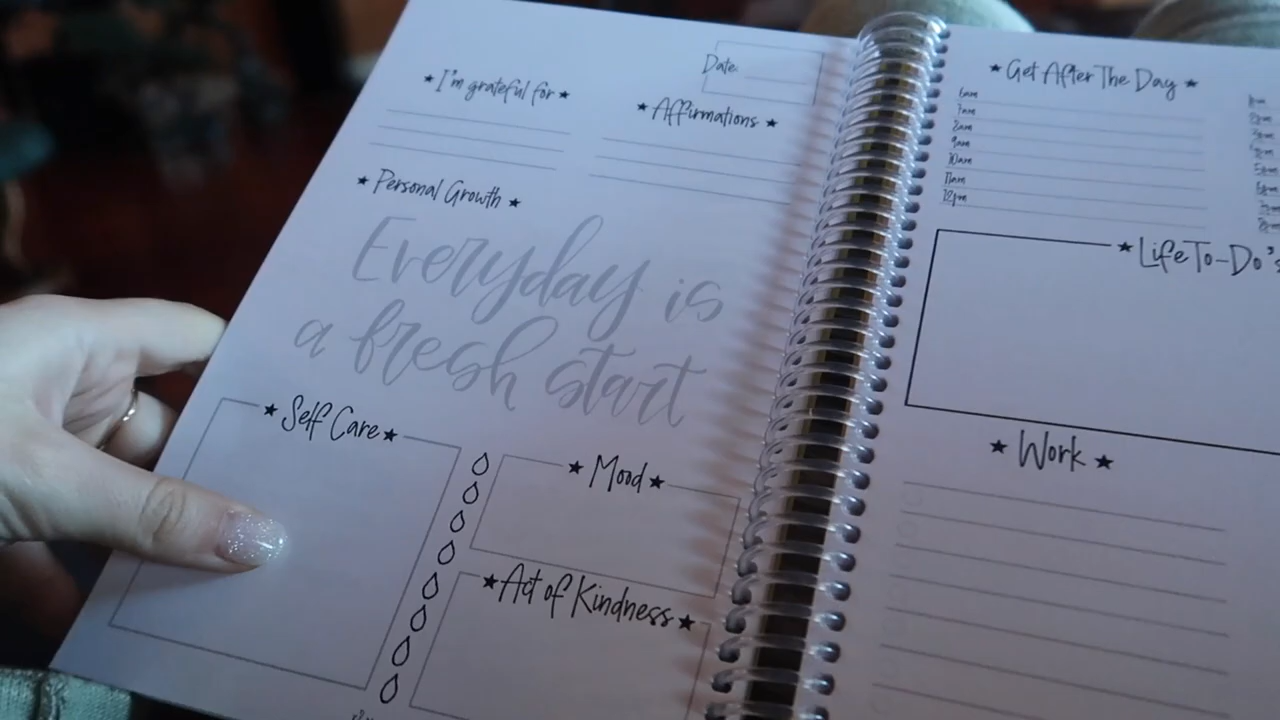 Date:
★ I'm grateful for ★
★ Affirmations ★
★ Personal Growth ★
Everyday is
a fresh start
★ Self Care ★
★ Mood ★
★ Act of Kindness ★
★ Get After The Day ★
6am
7am
8am
9am
10am
11am
12pm
★ Life To-Do's
★ Work ★